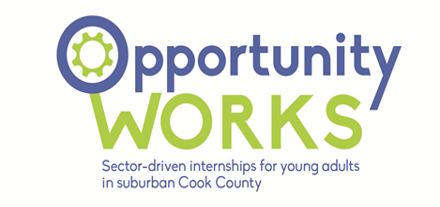 Opportunity
WORKS
Sector-driven internships for young adults
in suburban Cook County